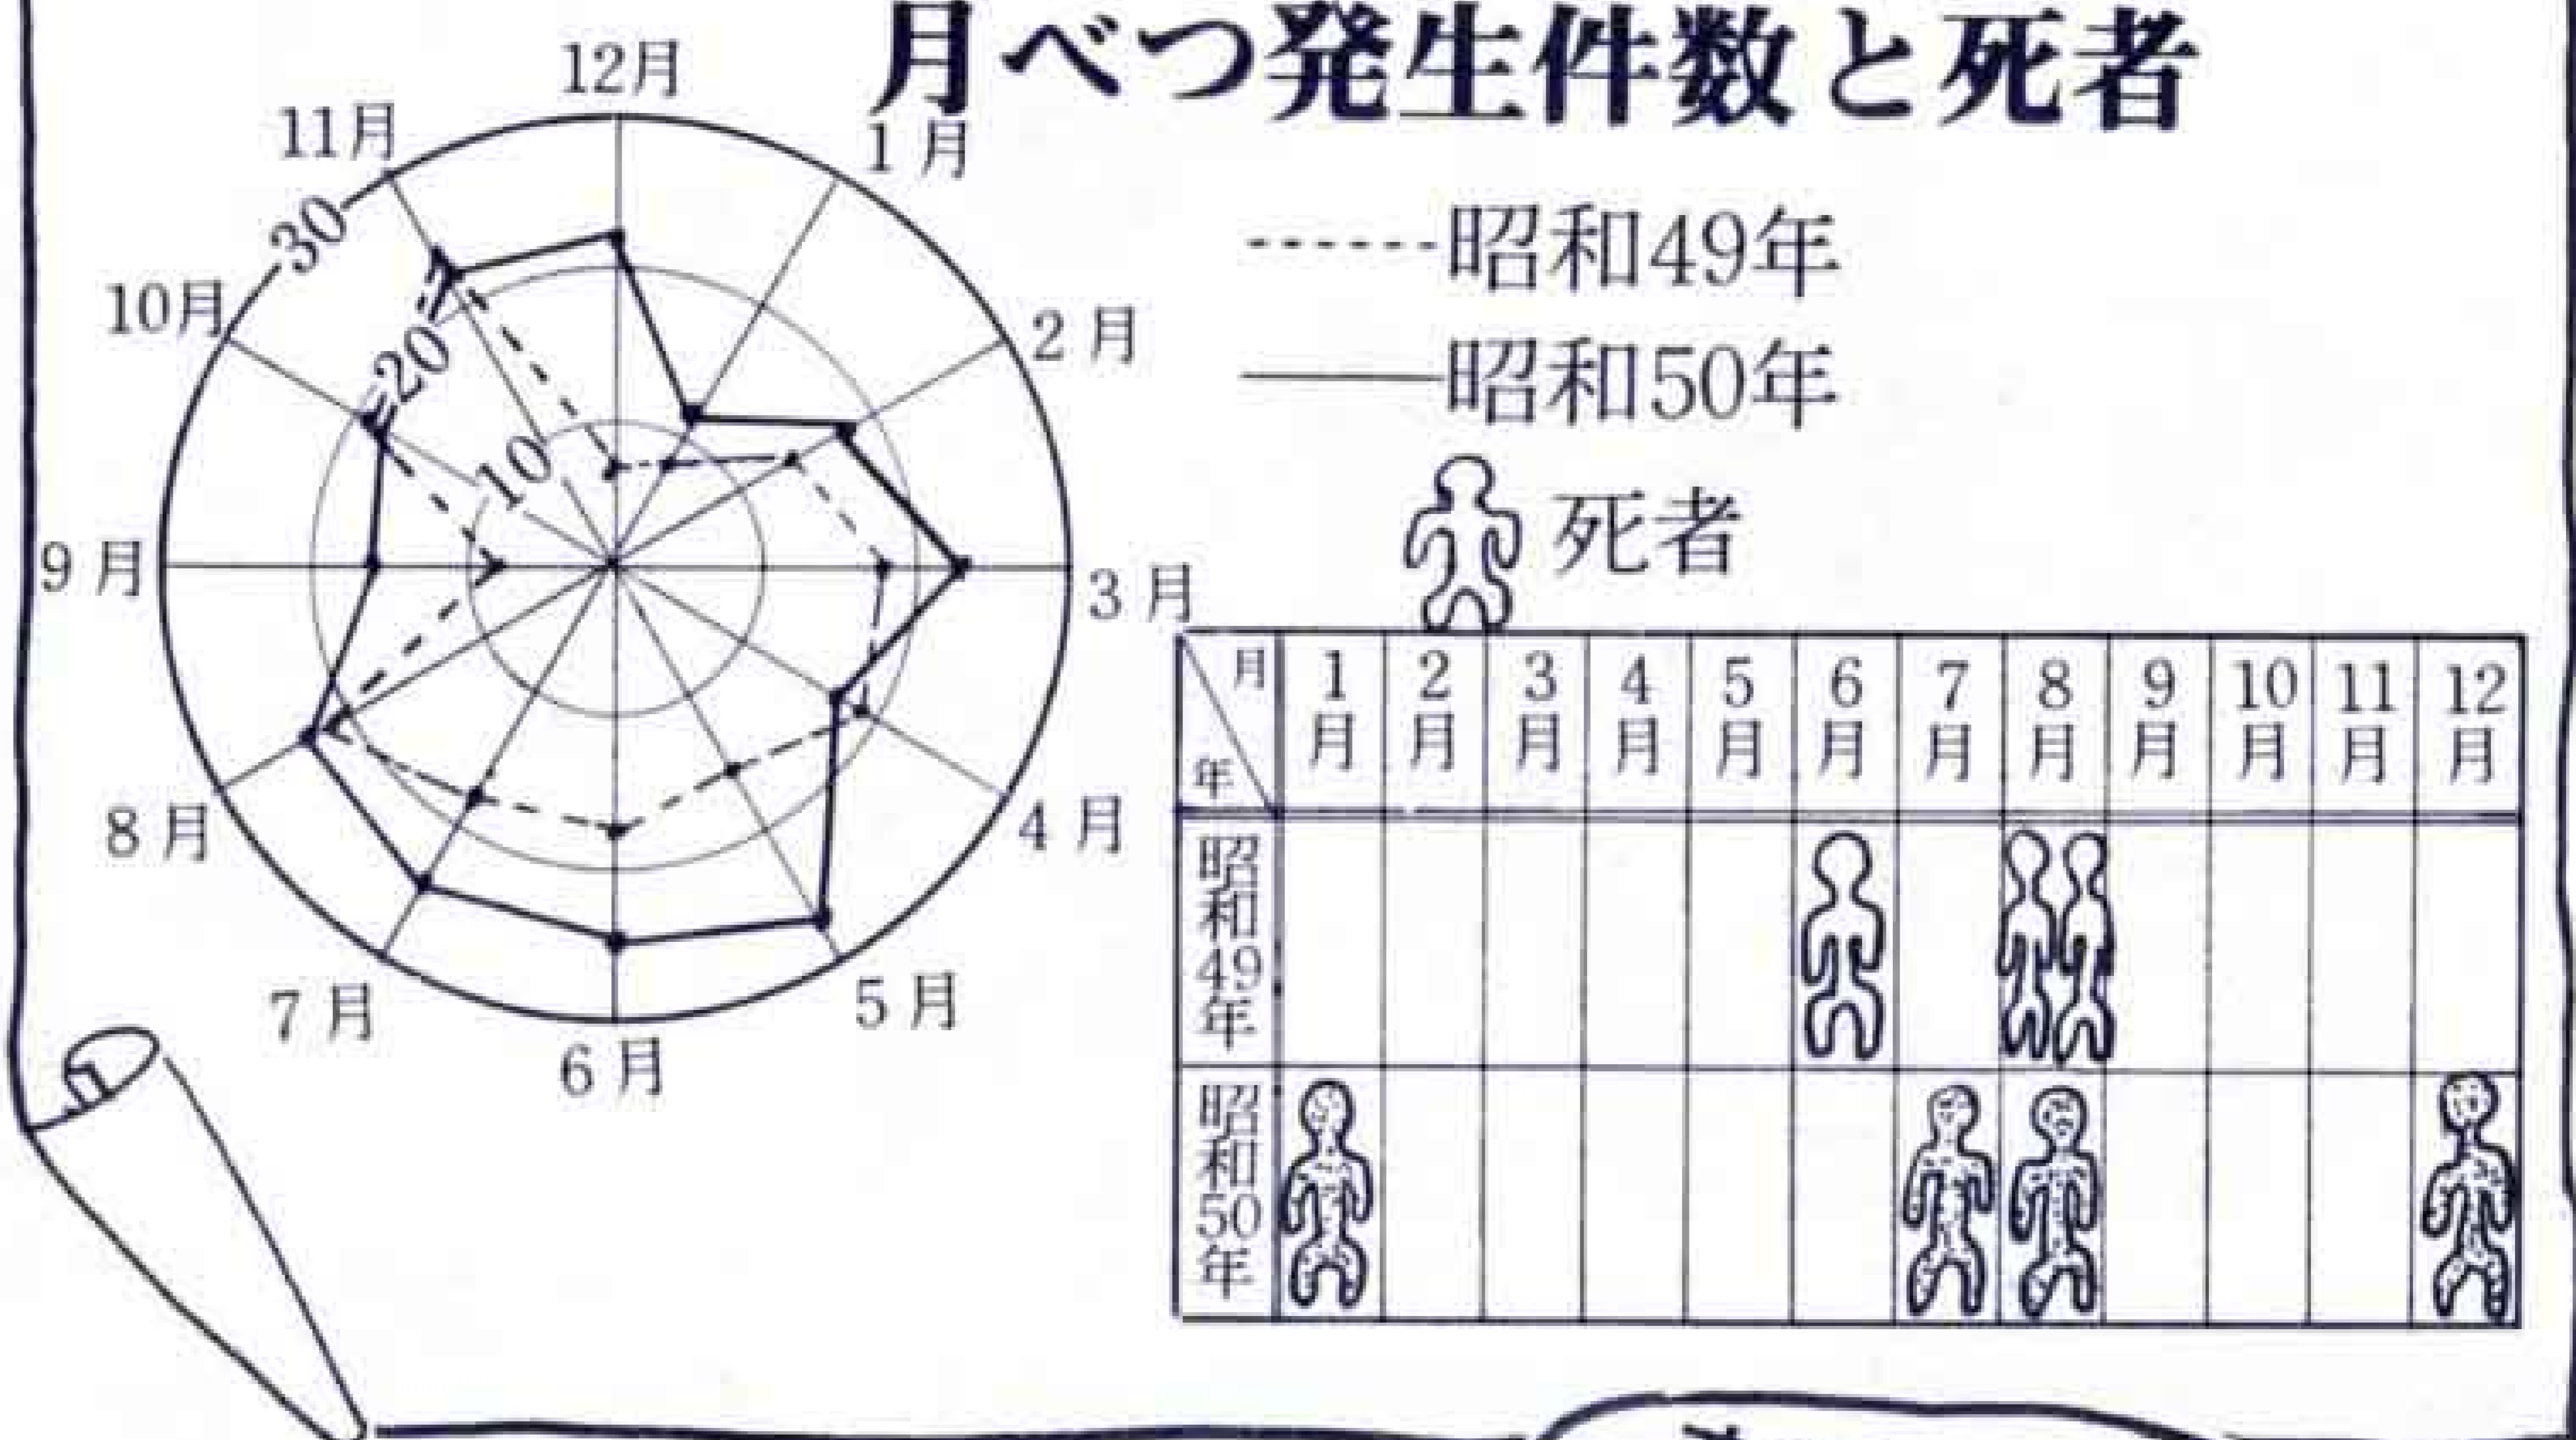 月べつ発生件数と死者
12月
1月
2月
3月
4月
5月
6月
7月
8月
9月
10月
11月
30
20
10
昭和49年
昭和50年
死者
月 1月 2月 3月 4月 5月 6月 7月 8月 9月 10月 11月 12月
年
昭和49年
昭和50年